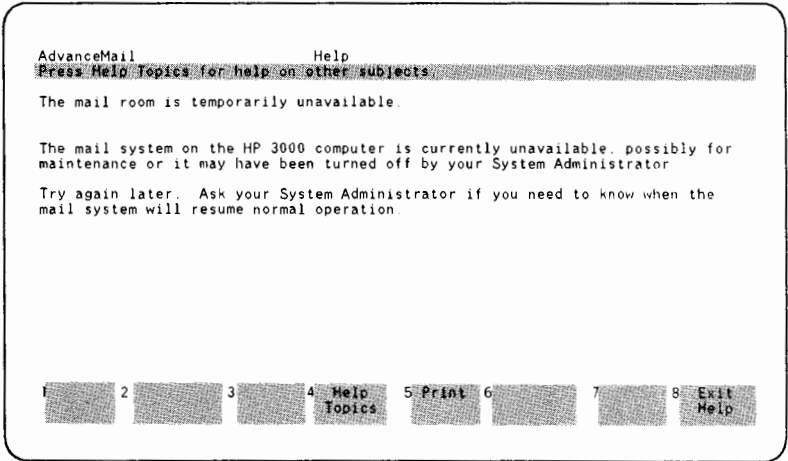 AdvanceMail Help
Press Help Topics for help on other subjects
The mail room is temporarily unavailable.
The mail system on the HP 3000 computer is currently unavailable. possibly for
maintenance or it may have been turned off by your System Administrator
Try again later. Ask your System Administrator if you need to know when the
mail system will resume normal operation.
1 2 3 4 Help 5 Print 6 7 8 Exit
Topics Help